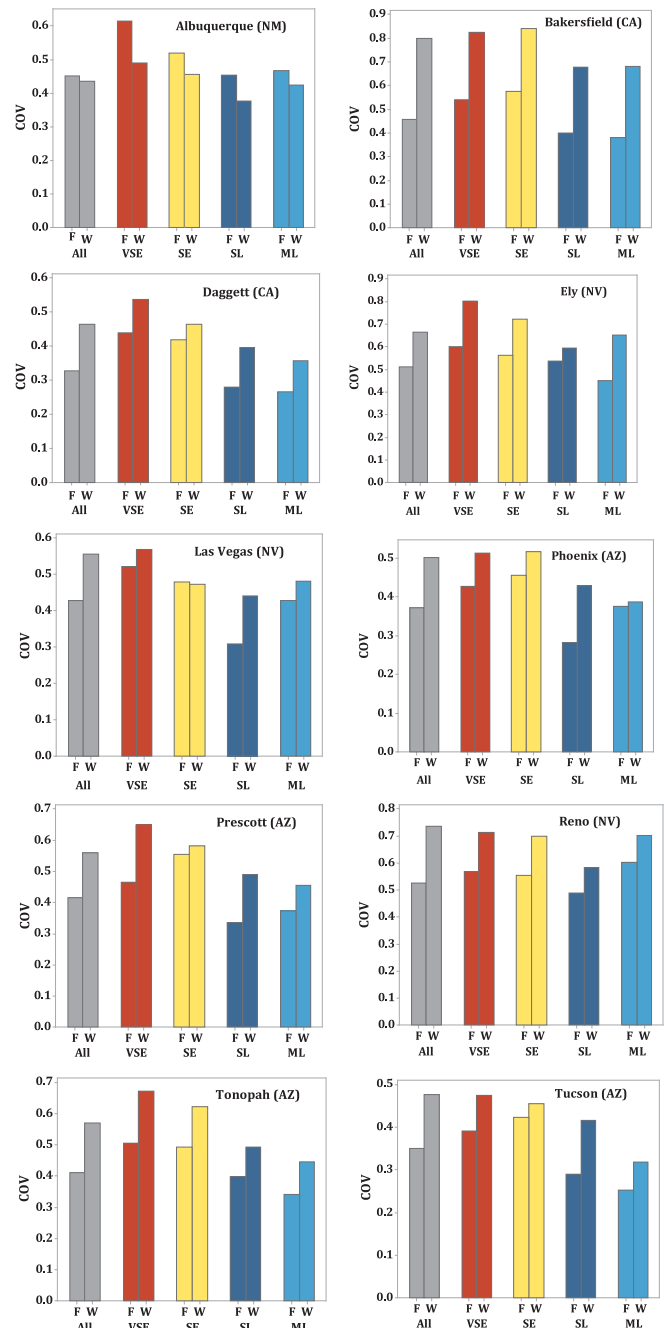 Albuquerque (NM)
COV
0.6
0.5
0.4
0.3
0.2
0.1
0.0
F W F W F W F W F W
All VSE SE SL ML
Bakersfield (CA)
COV
0.9
0.8
0.7
0.6
0.5
0.4
0.3
0.2
0.1
0.0
F W F W F W F W F W
All VSE SE SL ML
Daggett (CA)
COV
0.6
0.5
0.4
0.3
0.2
0.1
0.0
F W F W F W F W F W
All VSE SE SL ML
Ely (NV)
COV
0.9
0.8
0.7
0.6
0.5
0.4
0.3
0.2
0.1
0.0
F W F W F W F W F W
All VSE SE SL ML
Las Vegas (NV)
COV
0.6
0.5
0.4
0.3
0.2
0.1
0.0
F W F W F W F W F W
All VSE SE SL ML
Phoenix (AZ)
COV
0.5
0.4
0.3
0.2
0.1
0.0
F W F W F W F W F W
All VSE SE SL ML
Prescott (AZ)
COV
0.7
0.6
0.5
0.4
0.3
0.2
0.1
0.0
F W F W F W F W F W
All VSE SE SL ML
Reno (NV)
COV
0.8
0.7
0.6
0.5
0.4
0.3
0.2
0.1
0.0
F W F W F W F W F W
All VSE SE SL ML
Tonopah (AZ)
COV
0.7
0.6
0.5
0.4
0.3
0.2
0.1
0.0
F W F W F W F W F W
All VSE SE SL ML
Tucson (AZ)
COV
0.5
0.4
0.3
0.2
0.1
0.0
F W F W F W F W F W
All VSE SE SL ML